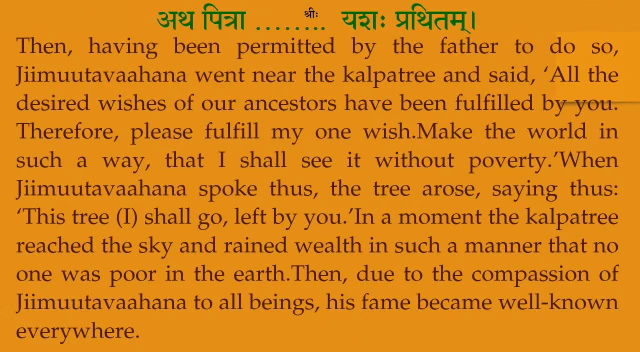 श्रीः
अथ पित्रा …….. यशः प्रथितम्।
Then, having been permitted by the father to do so,
Jiimuutavaahana went near the kalpatree and said, ‘All the
desired wishes of our ancestors have been fulfilled by you.
Therefore, please fulfill my one wish.Make the world in
such a way, that I shall see it without poverty.’When
Jiimuutavaahana spoke thus, the tree arose, saying thus:
‘This tree (I) shall go, left by you.’In a moment the kalpatree
reached the sky and rained wealth in such a manner that no
one was poor in the earth.Then, due to the compassion of
Jiimuutavaahana to all beings, his fame became well-known
everywhere.